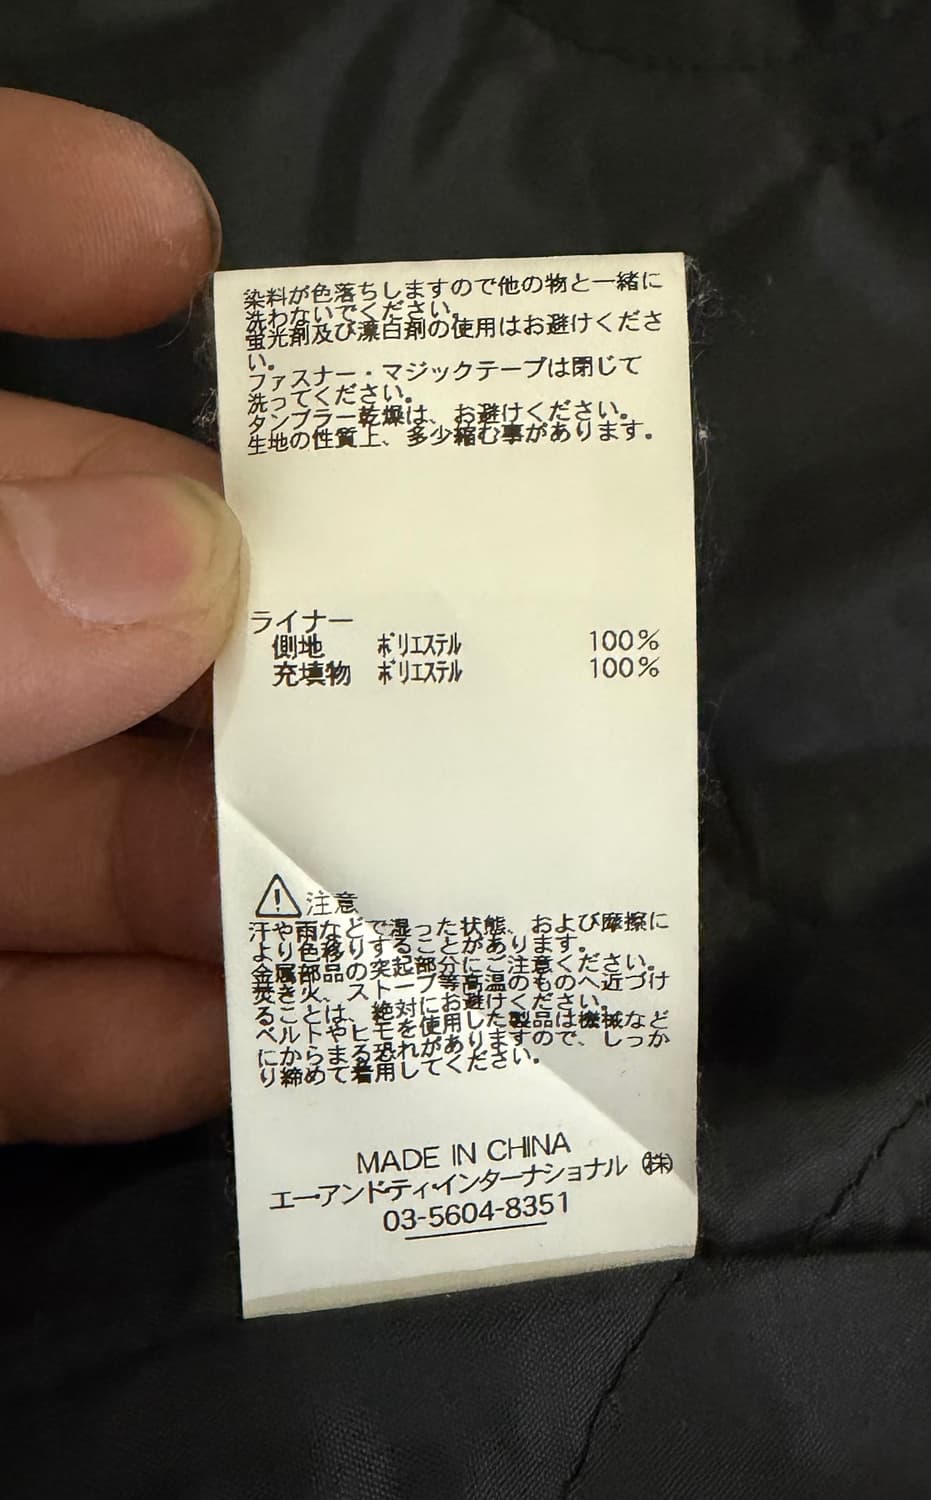 染料が色落ちしますので他の物と一緒に
洗わないでください。
蛍光剤及び漂白剤の使用はお避けくださ
い。
ファスナー・マジックテープは閉じて
洗ってください。
タンブラー乾燥は、お避けください。
生地の性質上、多少縮む事があります。
ライナー
側地 ポリエステル 100%
充填物 ポリエステル 100%
注意
汗や雨などで湿った状態、および摩擦に
より色移りすることがあります。
金属部品の突起部分にご注意ください。
焚き火、ストーブ等高温のものへ近づけ
ることは、絶対にお避けください。
ベルトやヒモを使用した製品は機械など
にからまる恐れがありますので、しっか
り締めて着用してください。
MADE IN CHINA
エー・アンド・ティ・インターナショナル ㈱
03-5604-8351